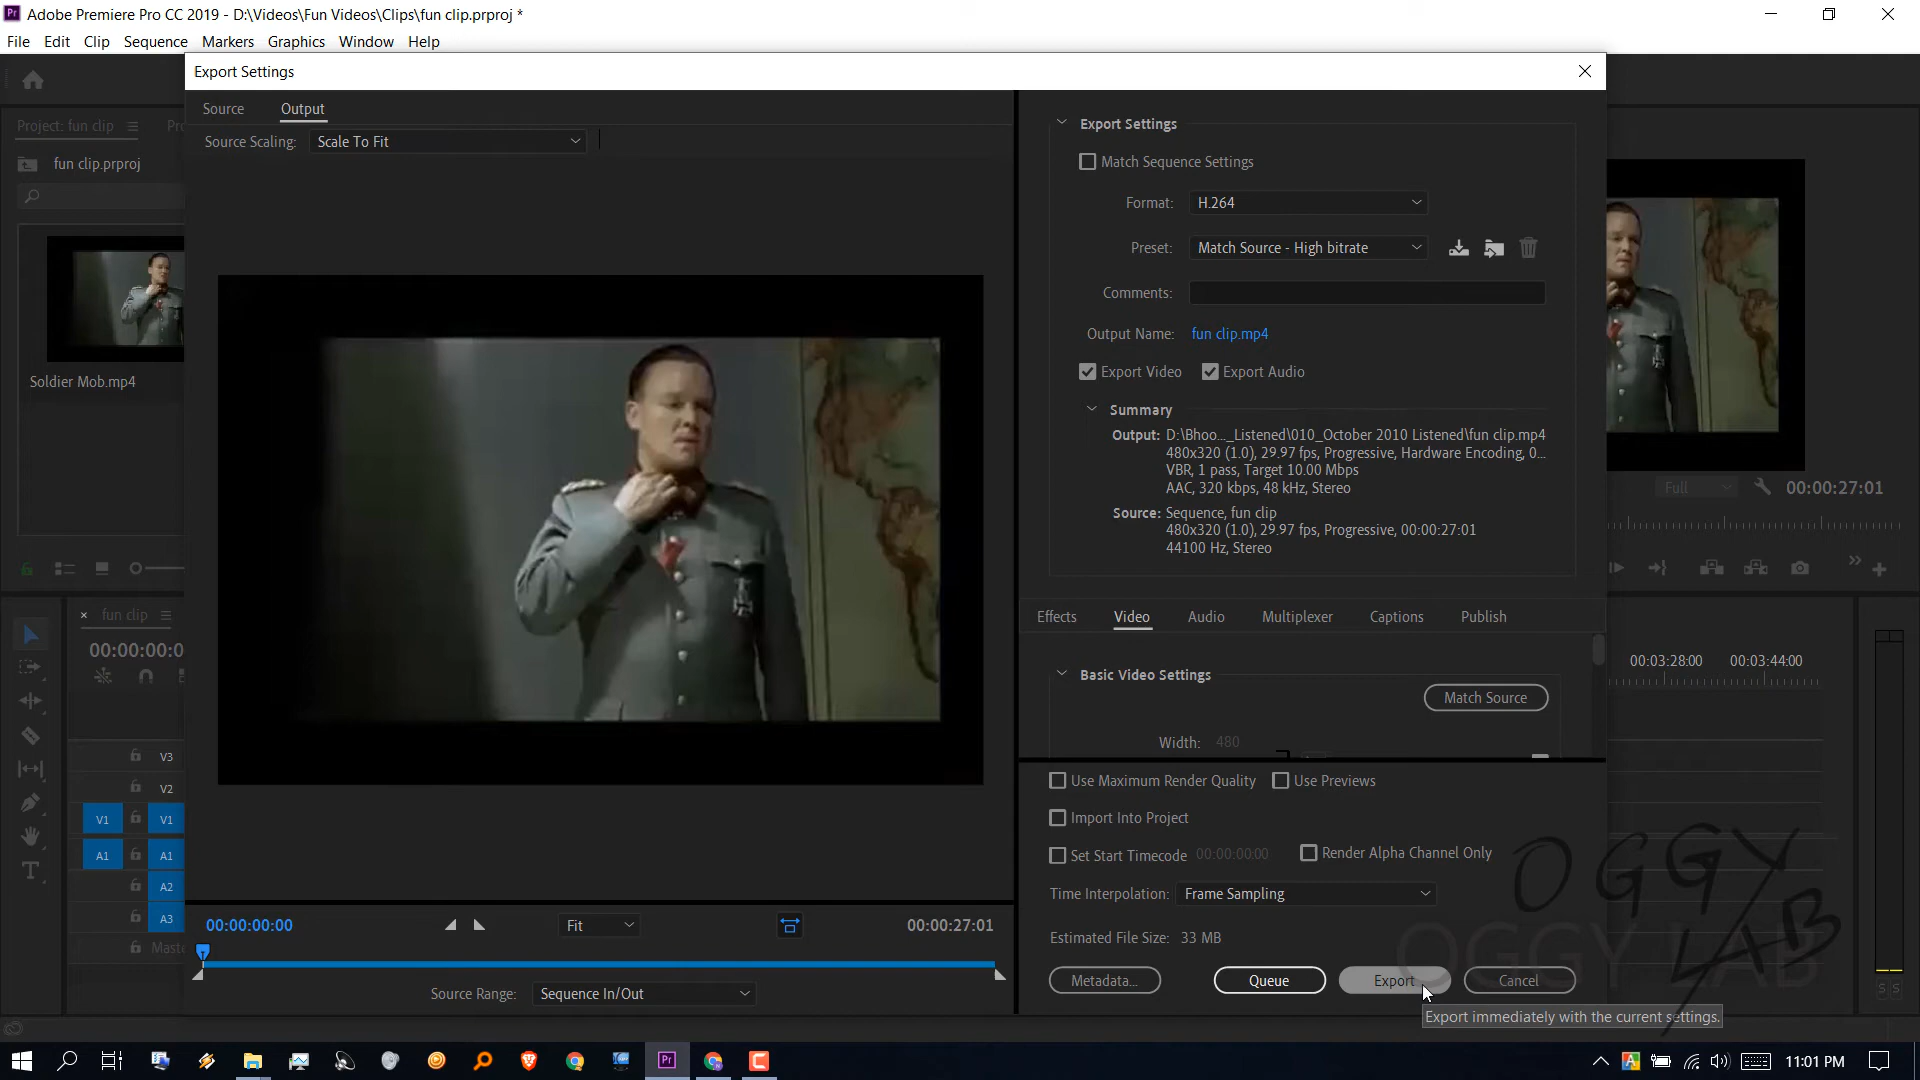 Adobe Premiere Pro CC 2019 - D:\Videos\Fun Videos\Clips\fun clip.prproj *
File Edit Clip Sequence Markers Graphics Window Help
Export Settings
Source Output
Source Scaling: Scale To Fit
Project: fun clip
fun clip.prproj
Soldier Mob.mp4
Export Settings
Match Sequence Settings
Format: H.264
Preset: Match Source - High bitrate
Comments:
Output Name: fun clip.mp4
Export Video Export Audio
Summary
Output: D:\Bhoo..._Listened\010_October 2010 Listened\fun clip.mp4
480x320 (1.0), 29.97 fps, Progressive, Hardware Encoding, 0...
VBR, 1 pass, Target 10.00 Mbps
AAC, 320 kbps, 48 kHz, Stereo
Source: Sequence, fun clip
480x320 (1.0), 29.97 fps, Progressive, 00:00:27:01
44100 Hz, Stereo
Full 00:00:27:01
Effects Video Audio Multiplexer Captions Publish
Basic Video Settings
Match Source
Width: 480
Use Maximum Render Quality Use Previews
Import Into Project
Set Start Timecode 00:00:00:00 Render Alpha Channel Only
Time Interpolation: Frame Sampling
Estimated File Size: 33 MB
Metadata... Queue Export Cancel
Export immediately with the current settings.
fun clip
00:00:00:0
00:03:28:00 00:03:44:00
V3
V2
V1 V1
A1 A1
A2
A3
Maste
S S
00:00:00:00 Fit 00:00:27:01
Source Range: Sequence In/Out
OGGY LAB
OGGY LAB
11:01 PM